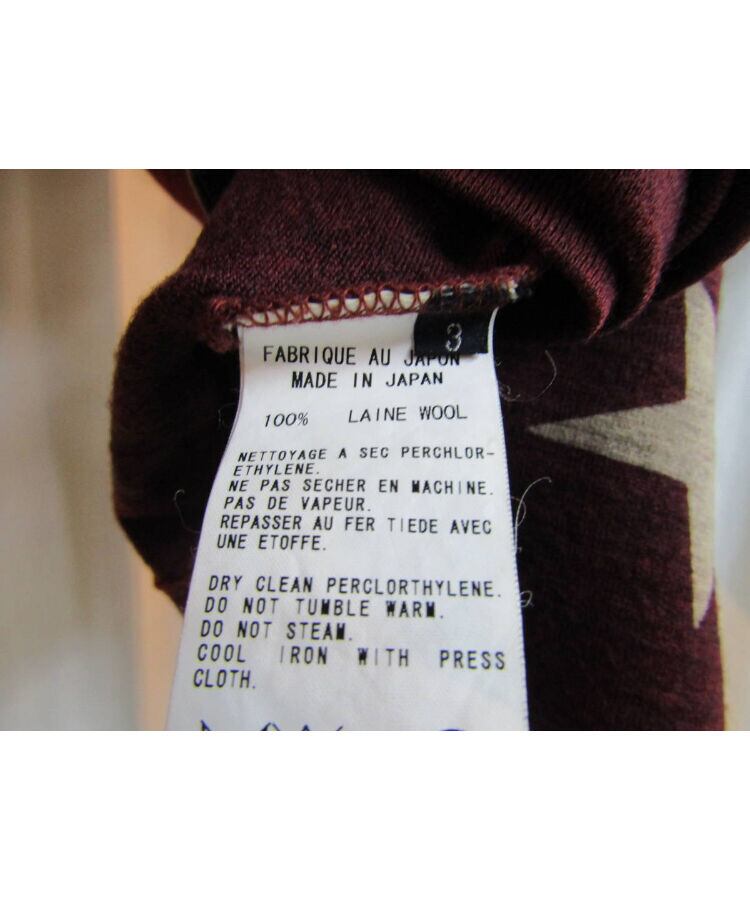 3
FABRIQUE AU JAPON
MADE IN JAPAN
100% LAINE WOOL
NETTOYAGE A SEC PERCHLOR-
ETHYLENE.
NE PAS SECHER EN MACHINE.
PAS DE VAPEUR.
REPASSER AU FER TIEDE AVEC
UNE ETOFFE.
DRY CLEAN PERCLORTHYLENE.
DO NOT TUMBLE WARM.
DO NOT STEAM.
COOL IRON WITH PRESS
CLOTH.